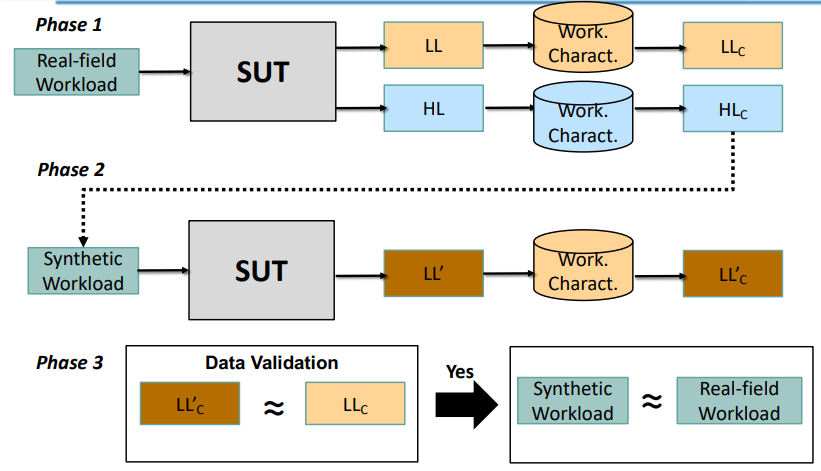 Phase 1
Real-field
Workload
SUT
LL
Work.
Charact.
LL_C
HL
Work.
Charact.
HL_C
Phase 2
Synthetic
Workload
SUT
LL'
Work.
Charact.
LL'_C
Phase 3
Data Validation
LL'_C ≈ LL_C
Yes
Synthetic
Workload
≈
Real-field
Workload